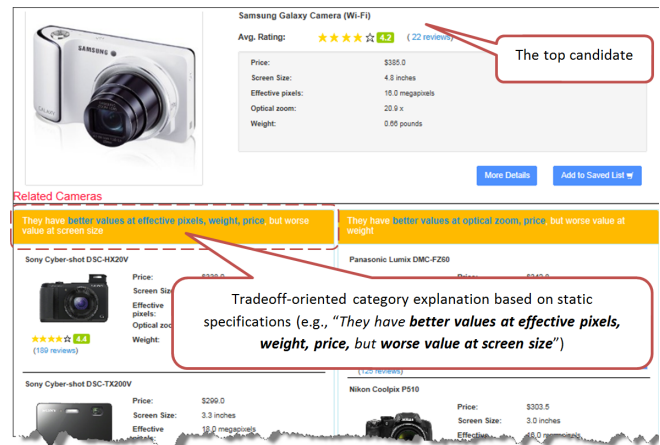 Samsung Galaxy Camera (Wi-Fi)
Avg. Rating: 4.2 ( 22 reviews)
The top candidate
SAMSUNG
GALAXY
Price: $385.0
Screen Size: 4.8 inches
Effective pixels: 16.0 megapixels
Optical zoom: 20.9 x
Weight: 0.66 pounds
More Details
Add to Saved List
Related Cameras
They have better values at effective pixels, weight, price, but worse
value at screen size
They have better values at optical zoom, price, but worse value at
weight
Sony Cyber-shot DSC-HX20V
Price:
Screen
Effective
pixels:
Optical
Weight:
4.4
(189 reviews)
Panasonic Lumix DMC-FZ60
Tradeoff-oriented category explanation based on static
specifications (e.g., “They have better values at effective pixels,
weight, price, but worse value at screen size”)
Sony Cyber-shot DSC-TX200V
Price: $299.0
Screen Size: 3.3 inches
Effective 18.0 megapixels
Nikon Coolpix P510
Price: $303.5
Screen Size: 3.0 inches
Effective